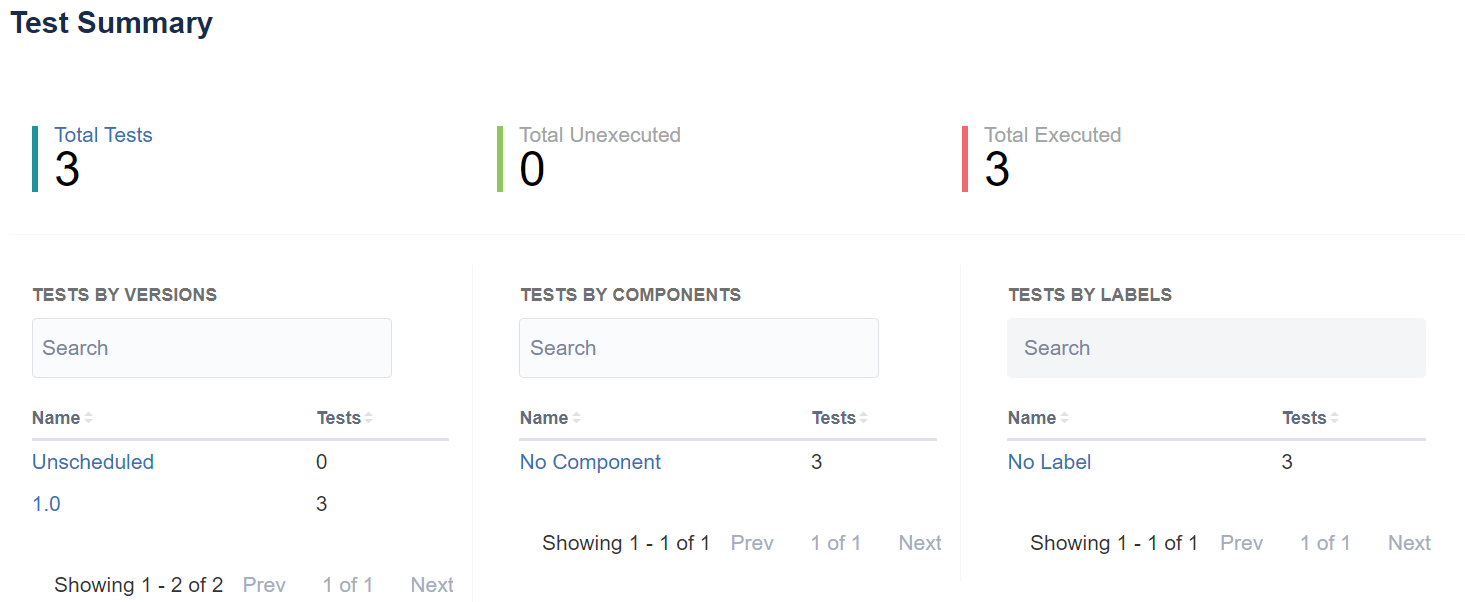 Test Summary
Total Tests
3
Total Unexecuted
0
Total Executed
3
TESTS BY VERSIONS
Search
Name Tests
Unscheduled 0
1.0 3
Showing 1 - 2 of 2 Prev 1 of 1 Next
TESTS BY COMPONENTS
Search
Name Tests
No Component 3
Showing 1 - 1 of 1 Prev 1 of 1 Next
TESTS BY LABELS
Search
Name Tests
No Label 3
Showing 1 - 1 of 1 Prev 1 of 1 Next